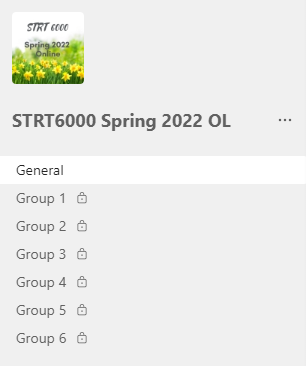 STRT 6000
Spring 2022
Online
STRT6000 Spring 2022 OL
General
Group 1
Group 2
Group 3
Group 4
Group 5
Group 6